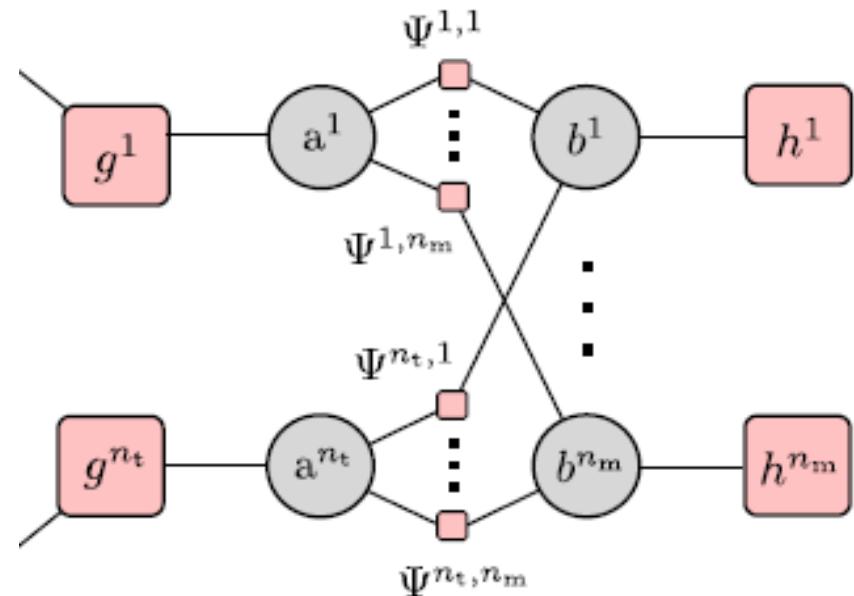 Ψ^{1,1}
g^1 a^1 b^1 h^1
Ψ^{1,n_m}
Ψ^{n_t,1}
g^{n_t} a^{n_t} b^{n_m} h^{n_m}
Ψ^{n_t,n_m}